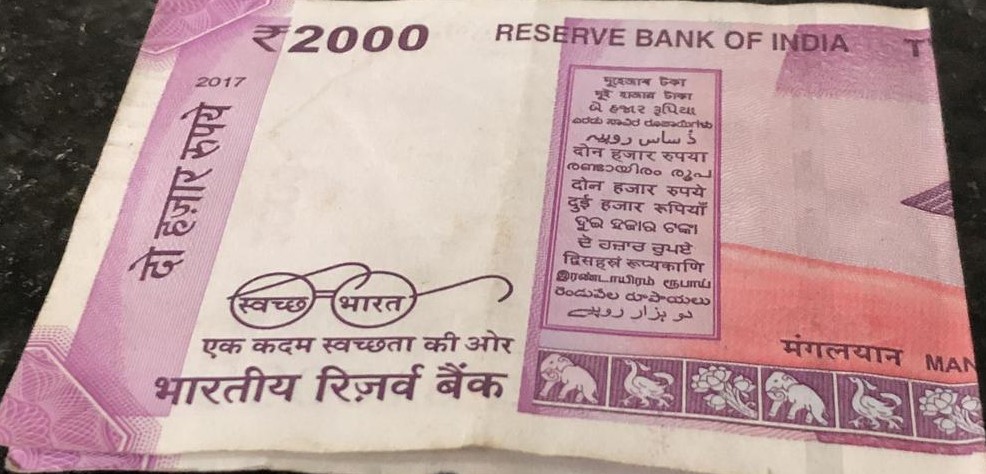 ₹2000
RESERVE BANK OF INDIA
2017
दो हज़ार रुपये
দুহেজাৰ টকা
দুই হাজার টাকা
બે હજાર રૂપિયા
ಎರಡು ಸಾವಿರ ರೂಪಾಯಿಗಳು
دोन हजार रुपया
രണ്ടായിരം രൂപ
दोन हजार रुपये
दुई हजार रुपियाँ
ଦୁଇ ହଜାର ଟଙ୍କା
ਦੋ ਹਜ਼ਾਰ ਰੁਪਏ
द्विसहस्रं रूप्यकाणि
இரண்டாயிரம் ரூபாய்
రెండువేల రూపాయలు
دو ہزار روپیے
स्वच्छ भारत
एक कदम स्वच्छता की ओर
भारतीय रिज़र्व बैंक
मंगलयान MAN